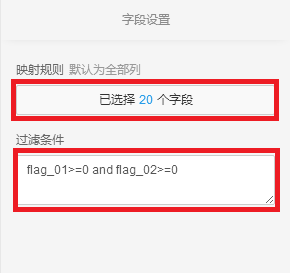 字段设置
映射规则 默认为全部列
已选择 20 个字段
过滤条件
flag_01>=0 and flag_02>=0